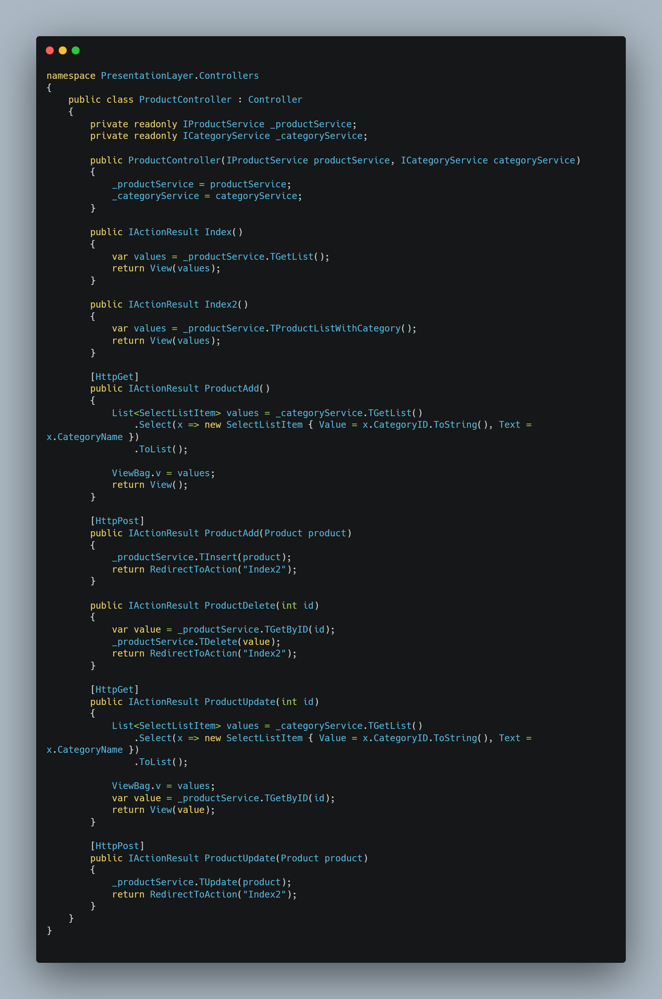 namespace PresentationLayer.Controllers
{
    public class ProductController : Controller
    {
        private readonly IProductService _productService;
        private readonly ICategoryService _categoryService;

        public ProductController(IProductService productService, ICategoryService categoryService)
        {
            _productService = productService;
            _categoryService = categoryService;
        }

        public IActionResult Index()
        {
            var values = _productService.TGetList();
            return View(values);
        }

        public IActionResult Index2()
        {
            var values = _productService.TProductListWithCategory();
            return View(values);
        }

        [HttpGet]
        public IActionResult ProductAdd()
        {
            List<SelectListItem> values = _categoryService.TGetList()
                .Select(x => new SelectListItem { Value = x.CategoryID.ToString(), Text =
x.CategoryName })
                .ToList();

            ViewBag.v = values;
            return View();
        }

        [HttpPost]
        public IActionResult ProductAdd(Product product)
        {
            _productService.TInsert(product);
            return RedirectToAction("Index2");
        }

        public IActionResult ProductDelete(int id)
        {
            var value = _productService.TGetByID(id);
            _productService.TDelete(value);
            return RedirectToAction("Index2");
        }

        [HttpGet]
        public IActionResult ProductUpdate(int id)
        {
            List<SelectListItem> values = _categoryService.TGetList()
                .Select(x => new SelectListItem { Value = x.CategoryID.ToString(), Text =
x.CategoryName })
                .ToList();

            ViewBag.v = values;
            var value = _productService.TGetByID(id);
            return View(value);
        }

        [HttpPost]
        public IActionResult ProductUpdate(Product product)
        {
            _productService.TUpdate(product);
            return RedirectToAction("Index2");
        }
    }
}